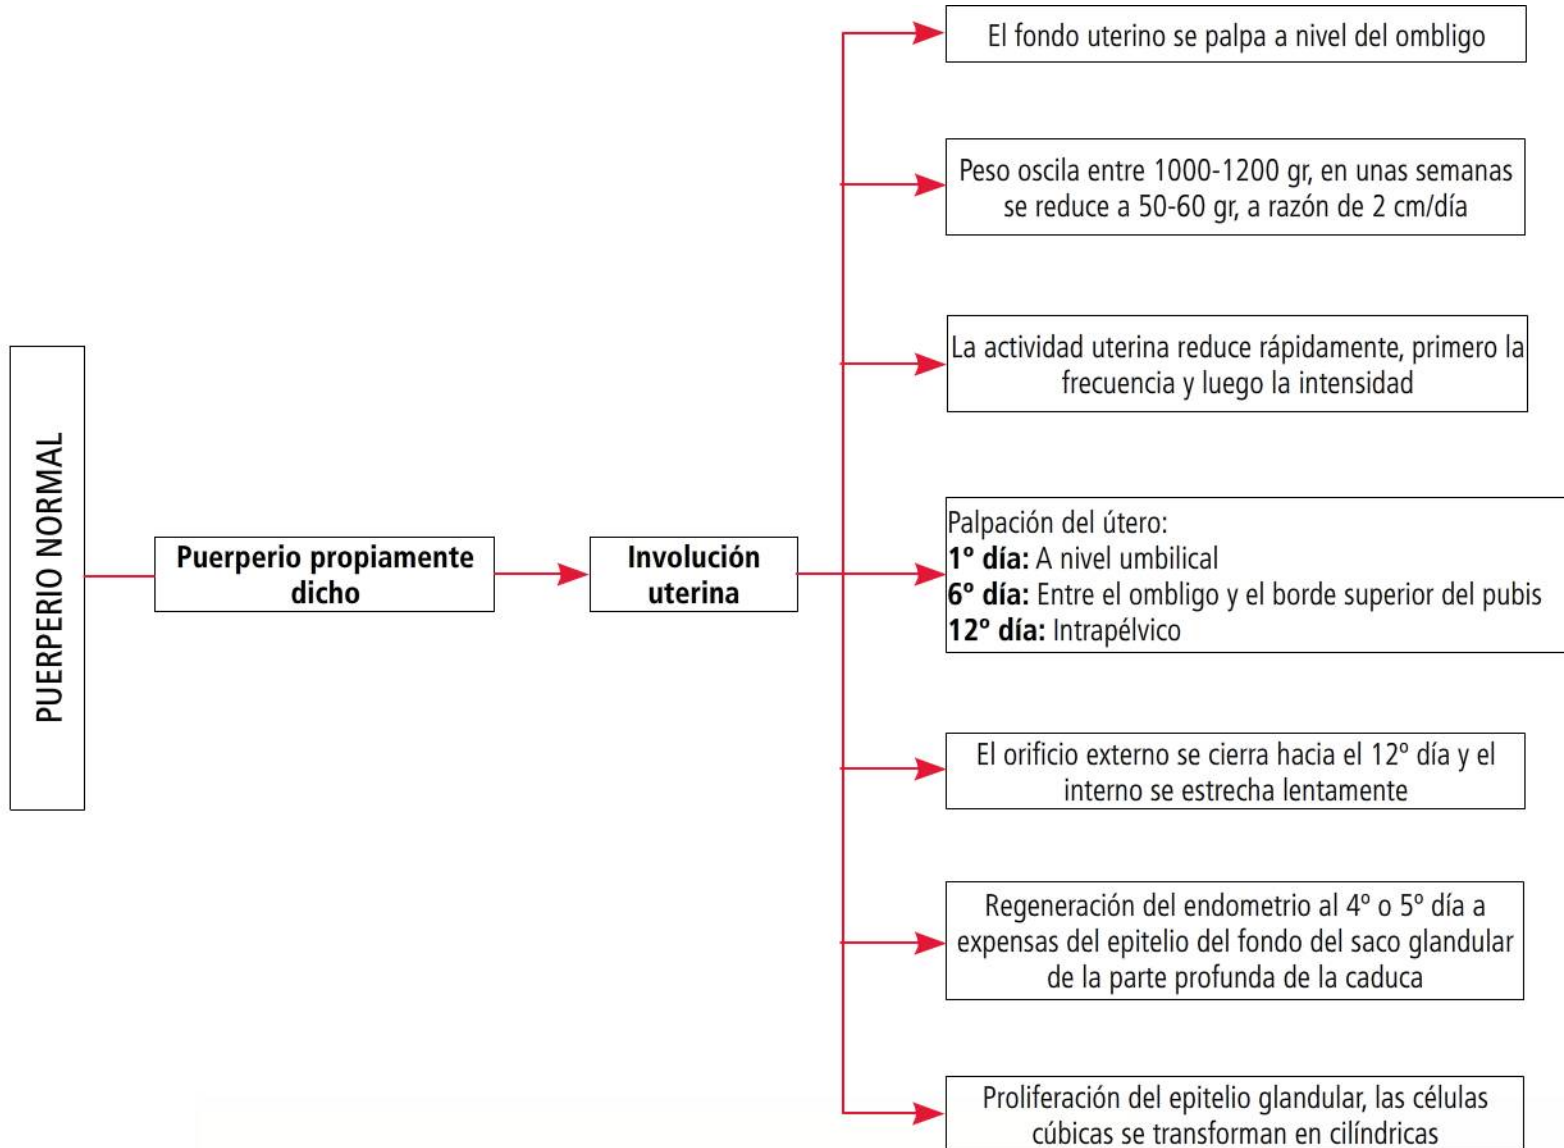 PUERPERIO NORMAL
Puerperio propiamente
dicho
Involución
uterina
El fondo uterino se palpa a nivel del ombligo
Peso oscila entre 1000-1200 gr, en unas semanas
se reduce a 50-60 gr, a razón de 2 cm/día
La actividad uterina reduce rápidamente, primero la
frecuencia y luego la intensidad
Palpación del útero:
1º día: A nivel umbilical
6º día: Entre el ombligo y el borde superior del pubis
12º día: Intrapélvico
El orificio externo se cierra hacia el 12º día y el
interno se estrecha lentamente
Regeneración del endometrio al 4º o 5º día a
expensas del epitelio del fondo del saco glandular
de la parte profunda de la caduca
Proliferación del epitelio glandular, las células
cúbicas se transforman en cilíndricas